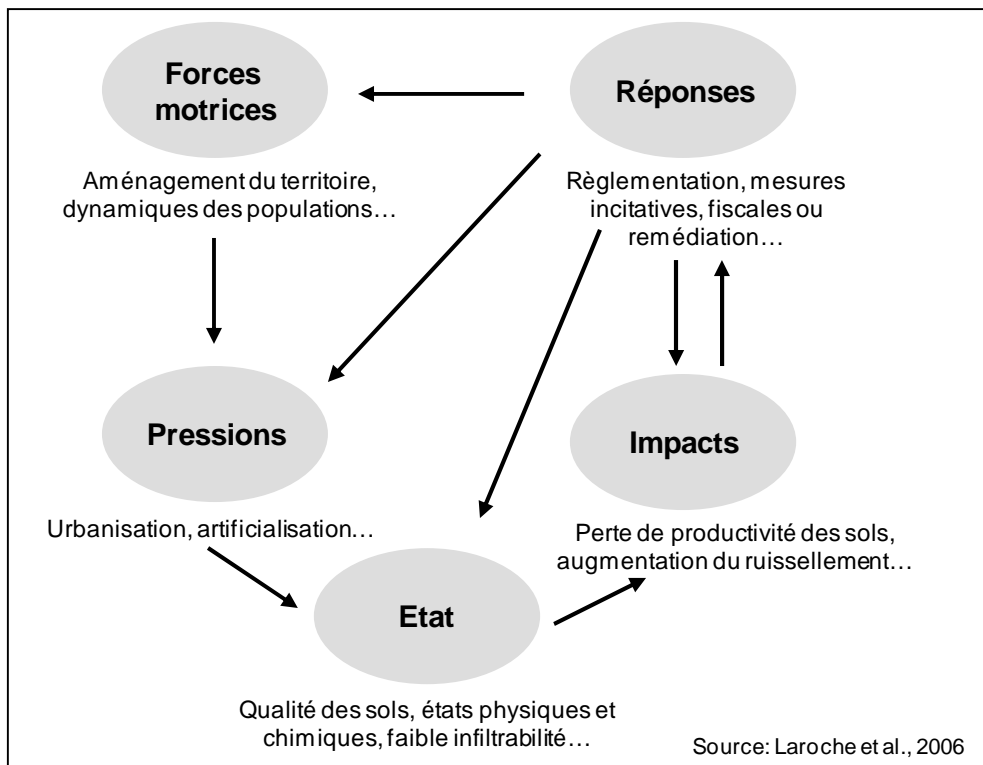 Forces
motrices
Réponses
Aménagement du territoire,
dynamiques des populations…
Règlementation, mesures
incitatives, fiscales ou
remédiation…
Pressions
Impacts
Urbanisation, artificialisation…
Perte de productivité des sols,
augmentation du ruissellement…
Etat
Qualité des sols, états physiques et
chimiques, faible infiltrabilité…
Source: Laroche et al., 2006